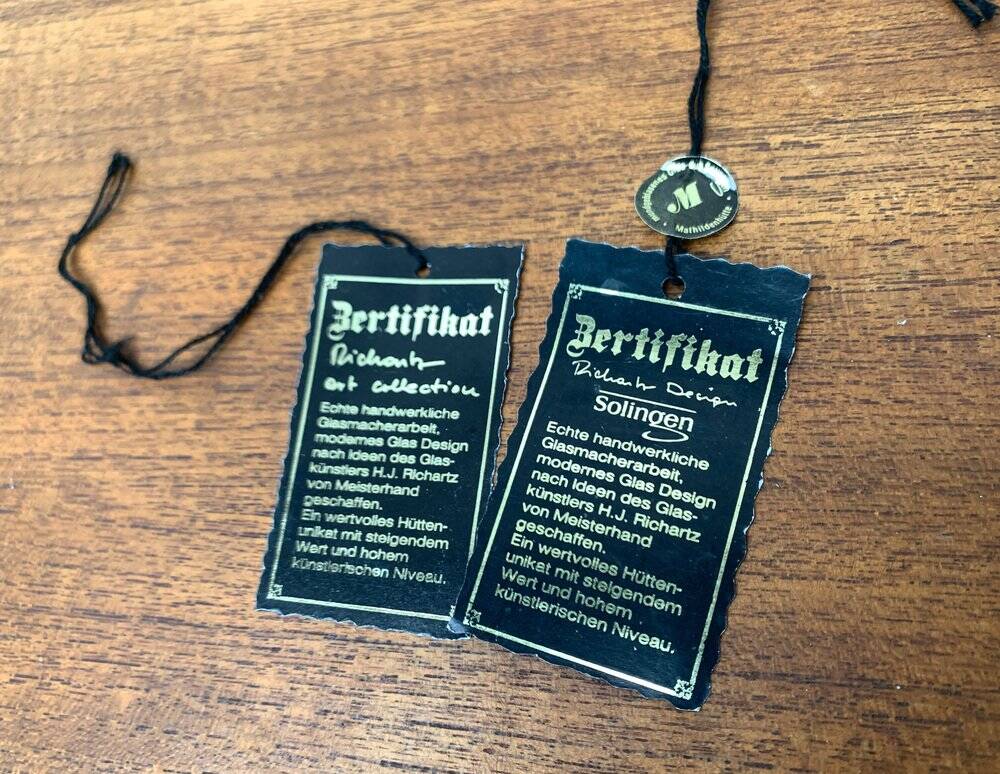 Zertifikat
Richartz
art collection
Echte handwerkliche
Glasmacherarbeit,
modernes Glas Design
nach Ideen des Glas-
künstlers H.J. Richartz
von Meisterhand
geschaffen.
Ein wertvolles Hütten-
unikat mit steigendem
Wert und hohem
künstlerischen Niveau.
M
Mathildenhütte
Zertifikat
Richartz Design
Solingen
Echte handwerkliche
Glasmacherarbeit,
modernes Glas Design
nach Ideen des Glas-
künstlers H.J. Richartz
von Meisterhand
geschaffen.
Ein wertvolles Hütten-
unikat mit steigendem
Wert und hohem
künstlerischen Niveau.